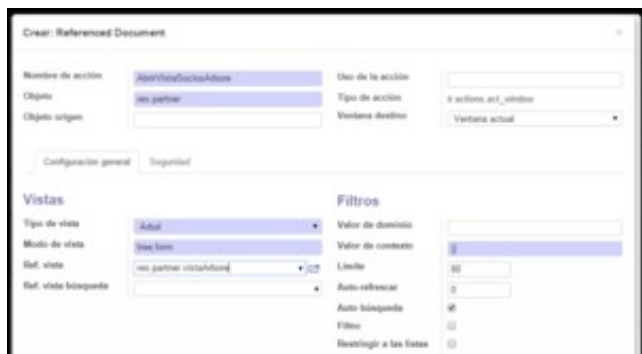 Crear: Referenced Document
Nombre de acción AbrirVistaSociosArbore Uso de la acción
Objeto res.partner Tipo de acción ir.actions.act_window
Objeto origen Ventana destino Ventana actual
Configuración general Seguridad
Vistas Filtros
Tipo de vista Árbol Valor de dominio
Modo de vista tree,form Valor de contexto {}
Ref. vista res.partner.vistaArbore Límite 80
Ref. vista búsqueda Auto-refrescar 0
Auto búsqueda
Filtro
Restringir a las listas